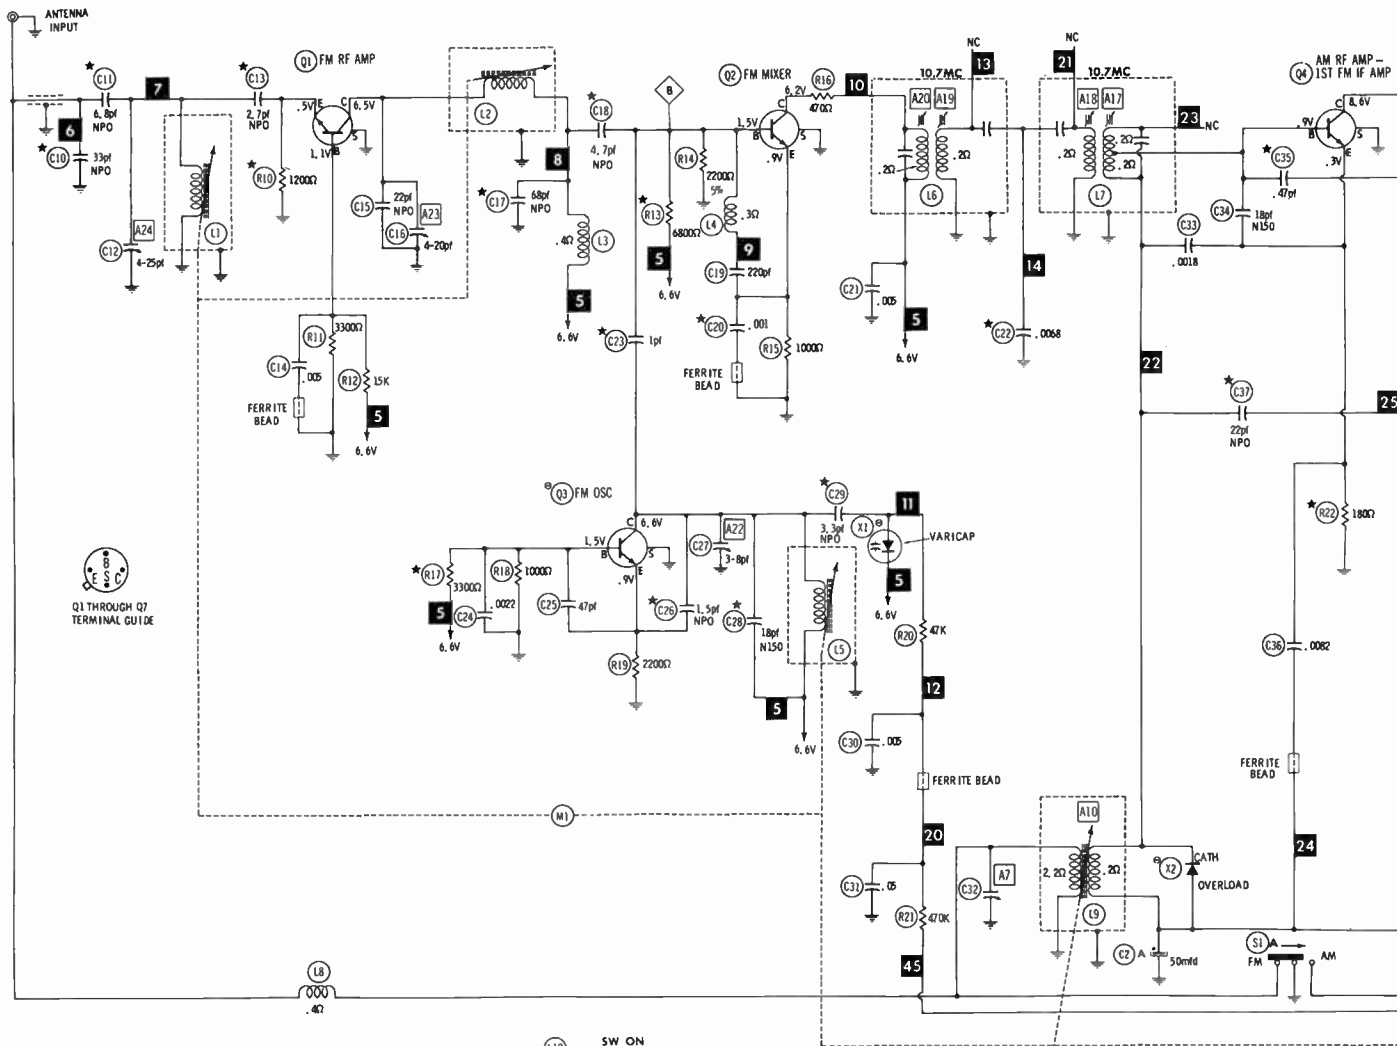 ANTENNA
INPUT
Q1 FM RF AMP
C11
6.8pf
NPO
7
C13
2.7pf
NPO
.5V
E
C
6.5V
S
1.1V
B
6
C10
33pf
NPO
R10
1200Ω
L1
A24
C12
4-25pf
L2
C15
22pf
NPO
A23
C16
4-20pf
C18
4.7pf
NPO
8
C17
68pf
NPO
.4Ω
L3
5
6.6V
B
R13
6800Ω
5
6.6V
R14
2200Ω
5%
L4
.3Ω
9
C19
220pf
C20
.001
FERRITE
BEAD
R15
1000Ω
Q2 FM MIXER
R16
470Ω
6.2V
C
1.5V
B
S
.9V
E
10
10.7MC
A20
A19
.2Ω
.2Ω
L6
NC
13
C21
.005
5
6.6V
14
C22
.0068
NC
21
10.7MC
A18
A17
.2Ω
.2Ω
L7
23
NC
Q4
AM RF AMP –
1ST FM IF AMP
C
8.6V
.9V
B
S
E
.3V
C35
.47pf
C34
18pf
N150
C33
.0018
22
C37
22pf
NPO
25
R22
180Ω
C36
.0082
FERRITE
BEAD
24
R11
3300Ω
C14
.005
R12
15K
FERRITE
BEAD
5
6.6V
C23
1pf
Q3 FM OSC
C
6.6V
1.5V
B
S
E
.9V
R17
3300Ω
5
6.6V
C24
.0022
R18
1000Ω
C25
47pf
C26
1.5pf
NPO
R19
2200Ω
C27
A22
3-8pf
C28
18pf
N150
C29
3.3pf
NPO
L5
5
6.6V
X1
11
VARICAP
5
6.6V
R20
47K
12
C30
.005
FERRITE BEAD
20
C31
.05
R21
470K
45
Q1 THROUGH Q7
TERMINAL GUIDE
B
E S C
M1
L8
.4Ω
C32
A7
A10
2.2Ω
.2Ω
L9
X2
CATH
OVERLOAD
C2 A
50mfd
S1 A
FM
AM
SW ON